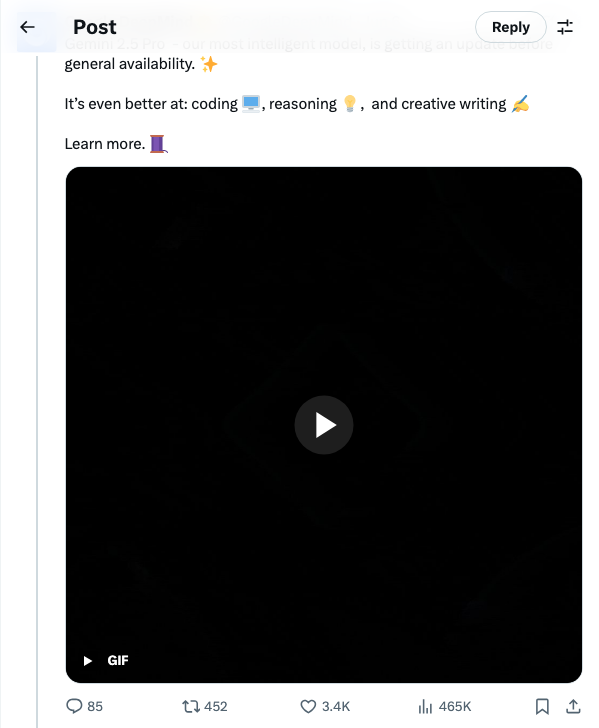 Post
Reply
Gemini 2.5 Pro - our most intelligent model, is getting an update before
general availability. ✨
It's even better at: coding 🖥️, reasoning 💡, and creative writing ✍️
Learn more. 🧵
GIF
85 452 3.4K 465K